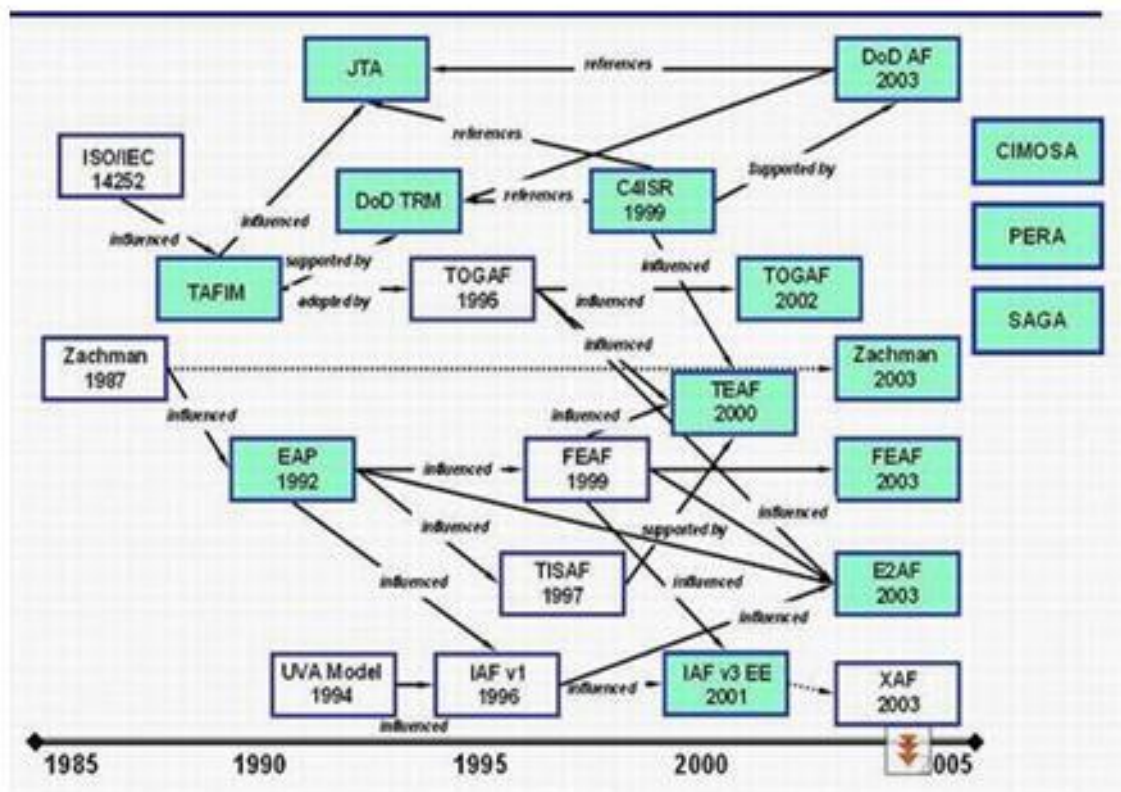 JTA
references
DoD AF
2003
references
ISO/IEC
14252
CIMOSA
Supported by
DoD TRM
references
C4ISR
1999
influenced
influenced
PERA
supported by
influenced
TAFIM
adopted by
TOGAF
1995
influenced
TOGAF
2002
SAGA
influenced
Zachman
1987
Zachman
2003
TEAF
2000
influenced
influenced
EAP
1992
influenced
FEAF
1999
FEAF
2003
influenced
influenced
supported by
TISAF
1997
influenced
influenced
E2AF
2003
influenced
UVA Model
1994
IAF v1
1996
influenced
IAF v3 EE
2001
XAF
2003
influenced
1985
1990
1995
2000
005